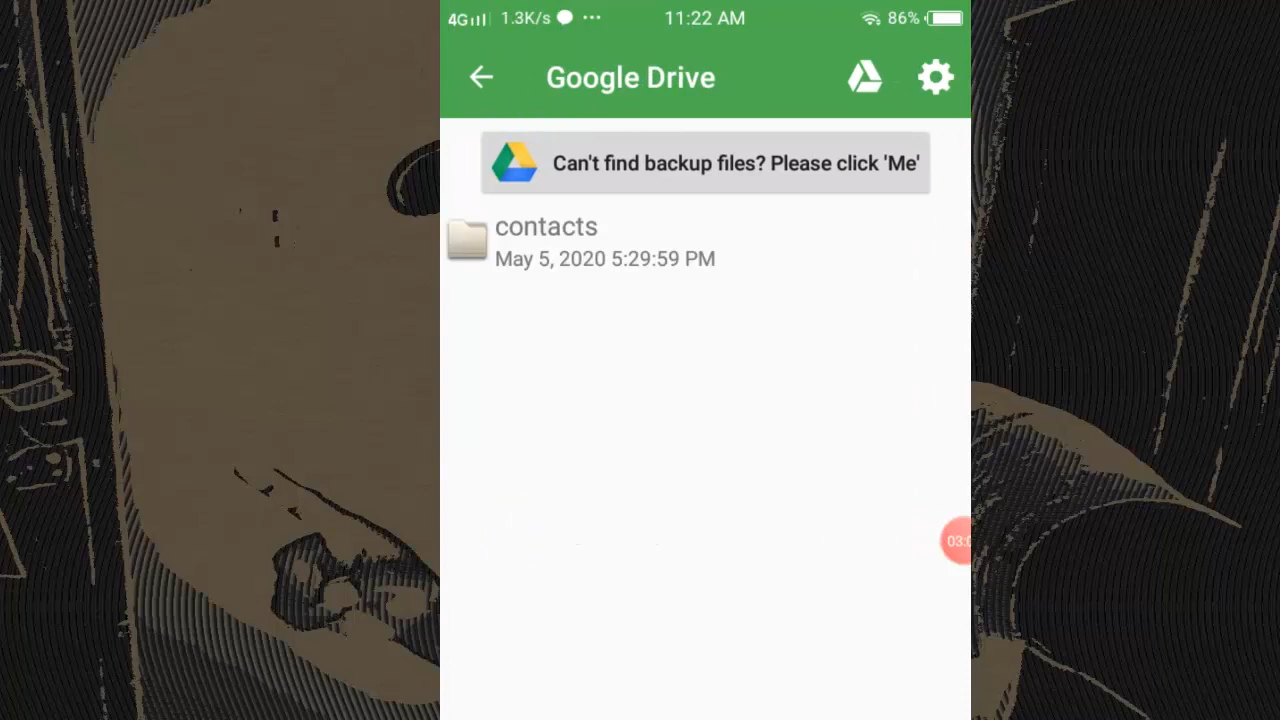 4G 1.3K/s 11:22 AM 86%
Google Drive
Can't find backup files? Please click 'Me'
contacts
May 5, 2020 5:29:59 PM